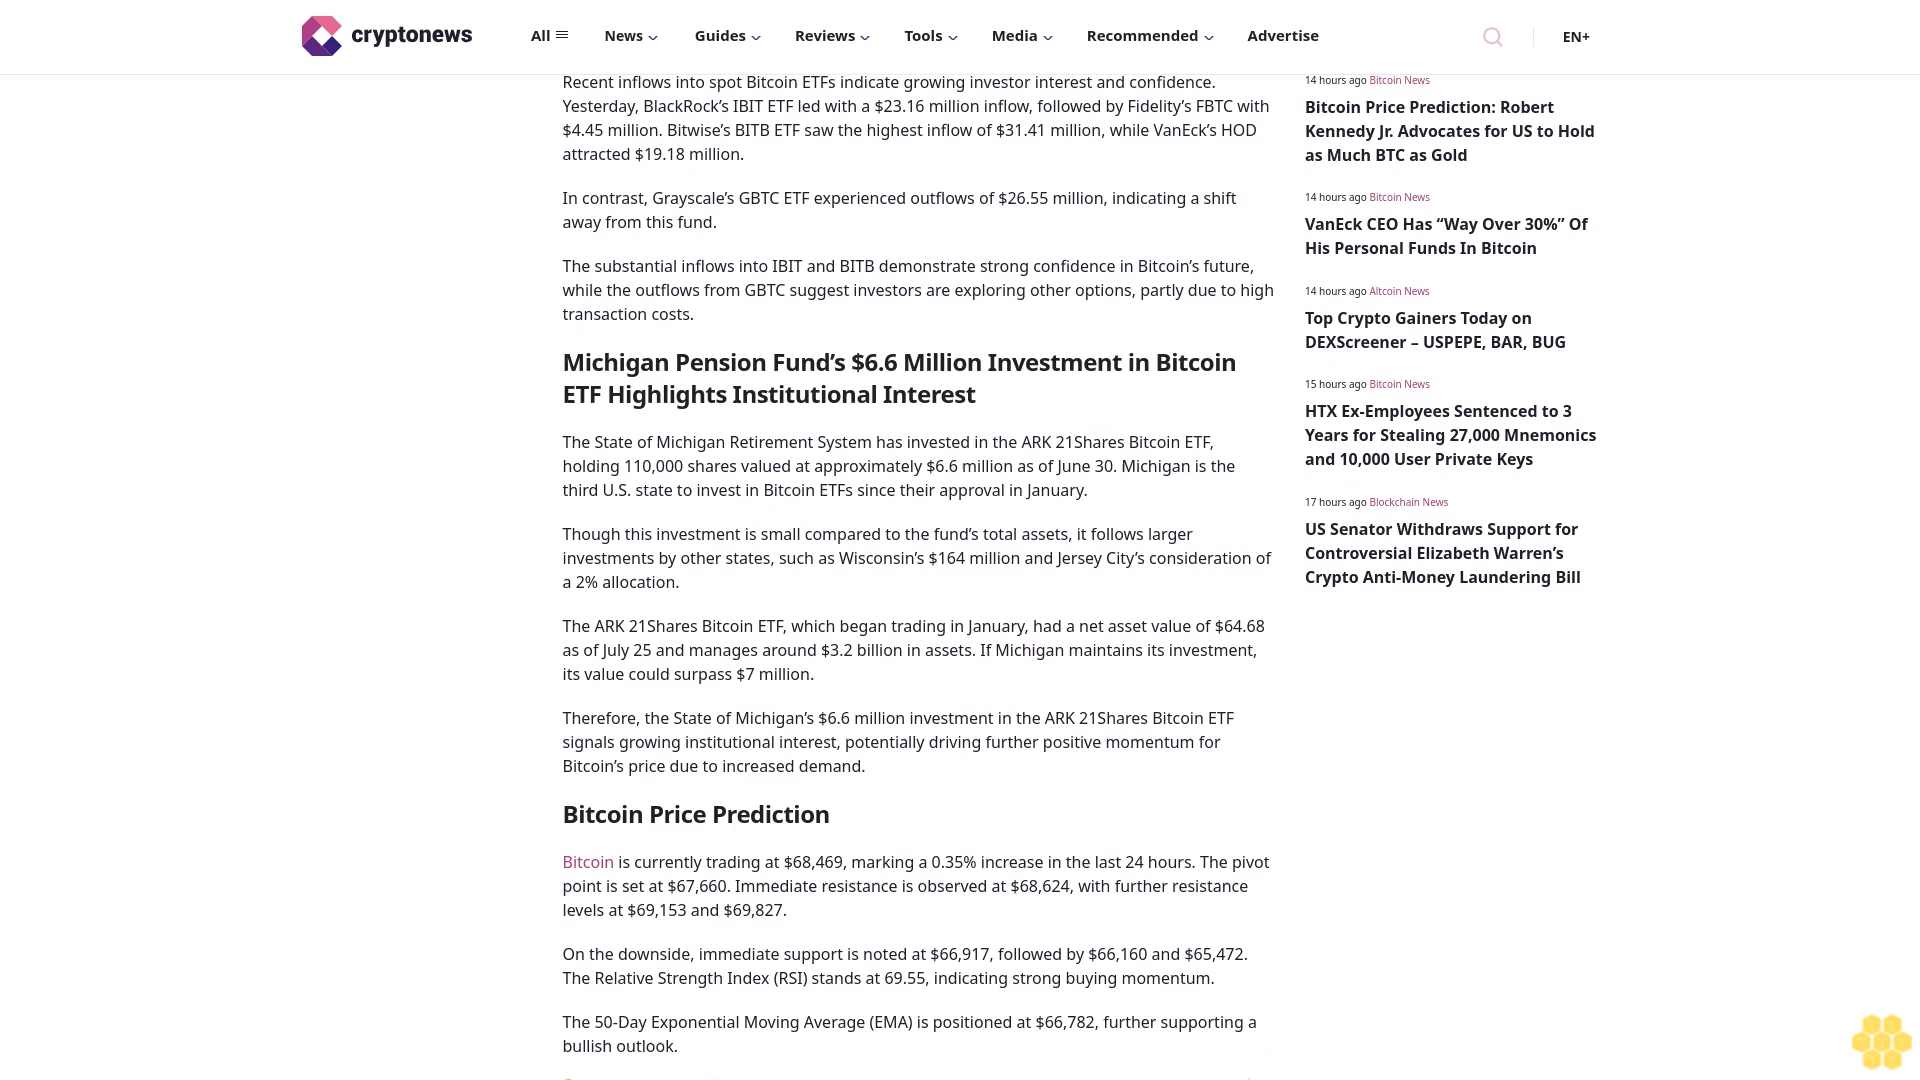 cryptonews
All
News
Guides
Reviews
Tools
Media
Recommended
Advertise
EN+
Recent inflows into spot Bitcoin ETFs indicate growing investor interest and confidence.
Yesterday, BlackRock’s IBIT ETF led with a $23.16 million inflow, followed by Fidelity’s FBTC with
$4.45 million. Bitwise’s BITB ETF saw the highest inflow of $31.41 million, while VanEck’s HOD
attracted $19.18 million.
In contrast, Grayscale’s GBTC ETF experienced outflows of $26.55 million, indicating a shift
away from this fund.
The substantial inflows into IBIT and BITB demonstrate strong confidence in Bitcoin’s future,
while the outflows from GBTC suggest investors are exploring other options, partly due to high
transaction costs.
Michigan Pension Fund’s $6.6 Million Investment in Bitcoin
ETF Highlights Institutional Interest
The State of Michigan Retirement System has invested in the ARK 21Shares Bitcoin ETF,
holding 110,000 shares valued at approximately $6.6 million as of June 30. Michigan is the
third U.S. state to invest in Bitcoin ETFs since their approval in January.
Though this investment is small compared to the fund’s total assets, it follows larger
investments by other states, such as Wisconsin’s $164 million and Jersey City’s consideration of
a 2% allocation.
The ARK 21Shares Bitcoin ETF, which began trading in January, had a net asset value of $64.68
as of July 25 and manages around $3.2 billion in assets. If Michigan maintains its investment,
its value could surpass $7 million.
Therefore, the State of Michigan’s $6.6 million investment in the ARK 21Shares Bitcoin ETF
signals growing institutional interest, potentially driving further positive momentum for
Bitcoin’s price due to increased demand.
Bitcoin Price Prediction
Bitcoin is currently trading at $68,469, marking a 0.35% increase in the last 24 hours. The pivot
point is set at $67,660. Immediate resistance is observed at $68,624, with further resistance
levels at $69,153 and $69,827.
On the downside, immediate support is noted at $66,917, followed by $66,160 and $65,472.
The Relative Strength Index (RSI) stands at 69.55, indicating strong buying momentum.
The 50-Day Exponential Moving Average (EMA) is positioned at $66,782, further supporting a
bullish outlook.
14 hours ago Bitcoin News
Bitcoin Price Prediction: Robert
Kennedy Jr. Advocates for US to Hold
as Much BTC as Gold
14 hours ago Bitcoin News
VanEck CEO Has “Way Over 30%” Of
His Personal Funds In Bitcoin
14 hours ago Altcoin News
Top Crypto Gainers Today on
DEXScreener – USPEPE, BAR, BUG
15 hours ago Bitcoin News
HTX Ex-Employees Sentenced to 3
Years for Stealing 27,000 Mnemonics
and 10,000 User Private Keys
17 hours ago Blockchain News
US Senator Withdraws Support for
Controversial Elizabeth Warren’s
Crypto Anti-Money Laundering Bill